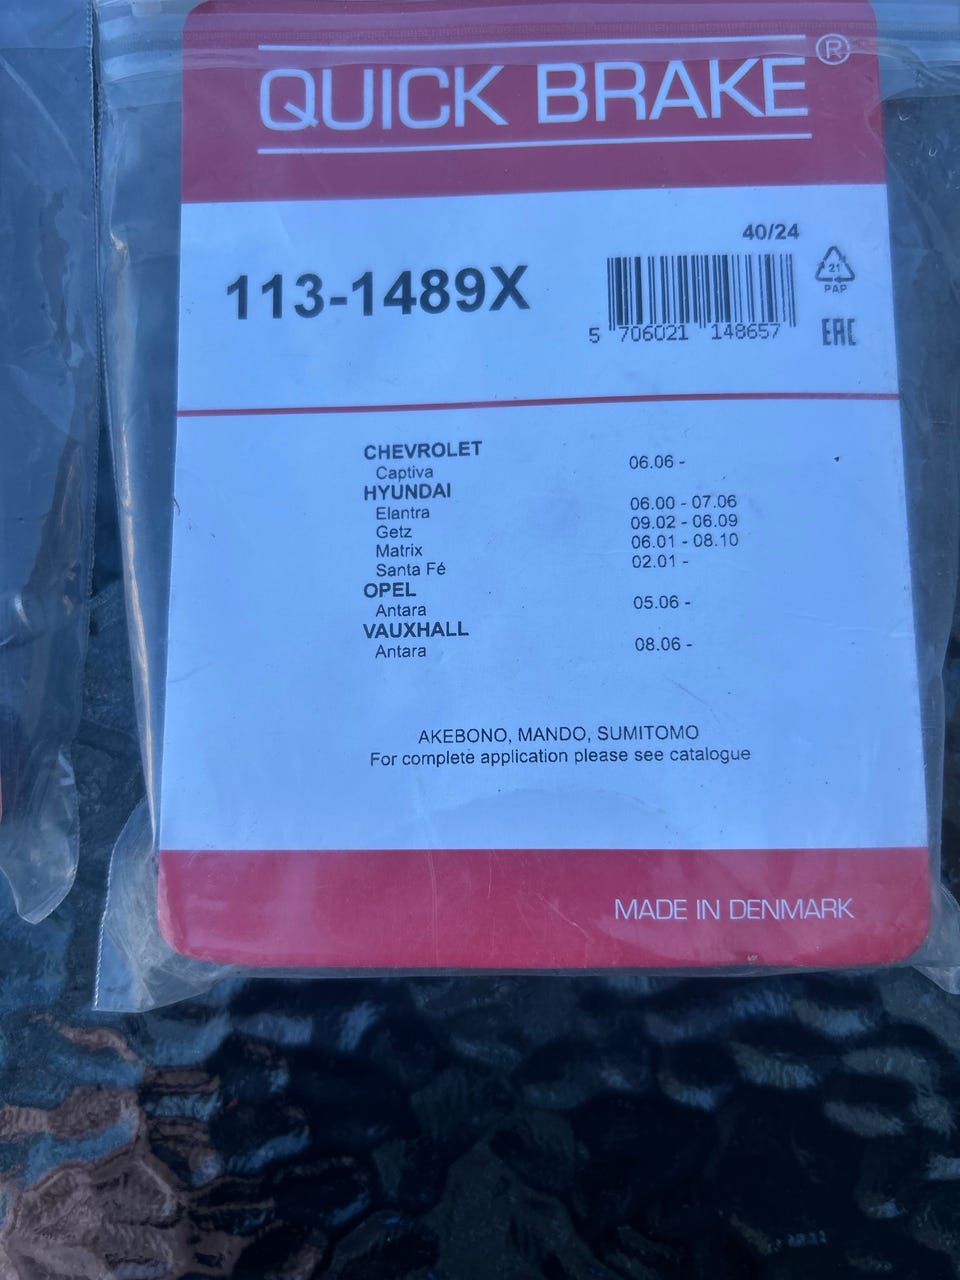 QUICK BRAKE®
40/24
113-1489X
21
PAP
5 706021 148657
EAC
CHEVROLET
Captiva 06.06 -
HYUNDAI
Elantra 06.00 - 07.06
Getz 09.02 - 06.09
Matrix 06.01 - 08.10
Santa Fé 02.01 -
OPEL
Antara 05.06 -
VAUXHALL
Antara 08.06 -
AKEBONO, MANDO, SUMITOMO
For complete application please see catalogue
MADE IN DENMARK